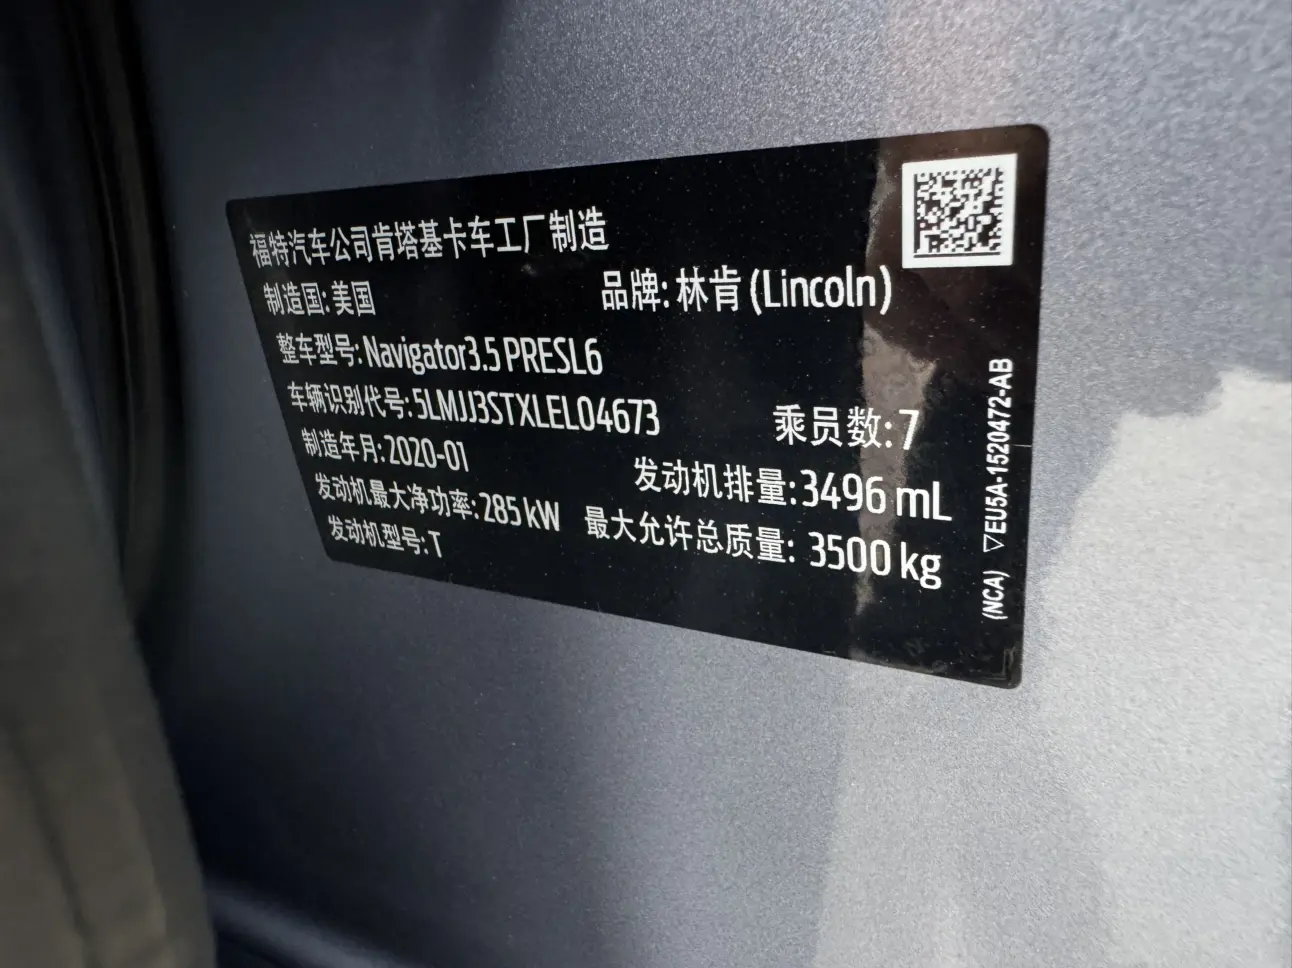 福特汽车公司肯塔基卡车工厂制造
制造国: 美国
品牌: 林肯 (Lincoln)
整车型号: Navigator3.5 PRESL6
车辆识别代号: 5LMJJ3STXLEL04673
乘员数: 7
制造年月: 2020-01
发动机排量: 3496 mL
发动机最大净功率: 285 kW
最大允许总质量: 3500 kg
发动机型号: T
(NCA) ▽EU5A-1520472-AB